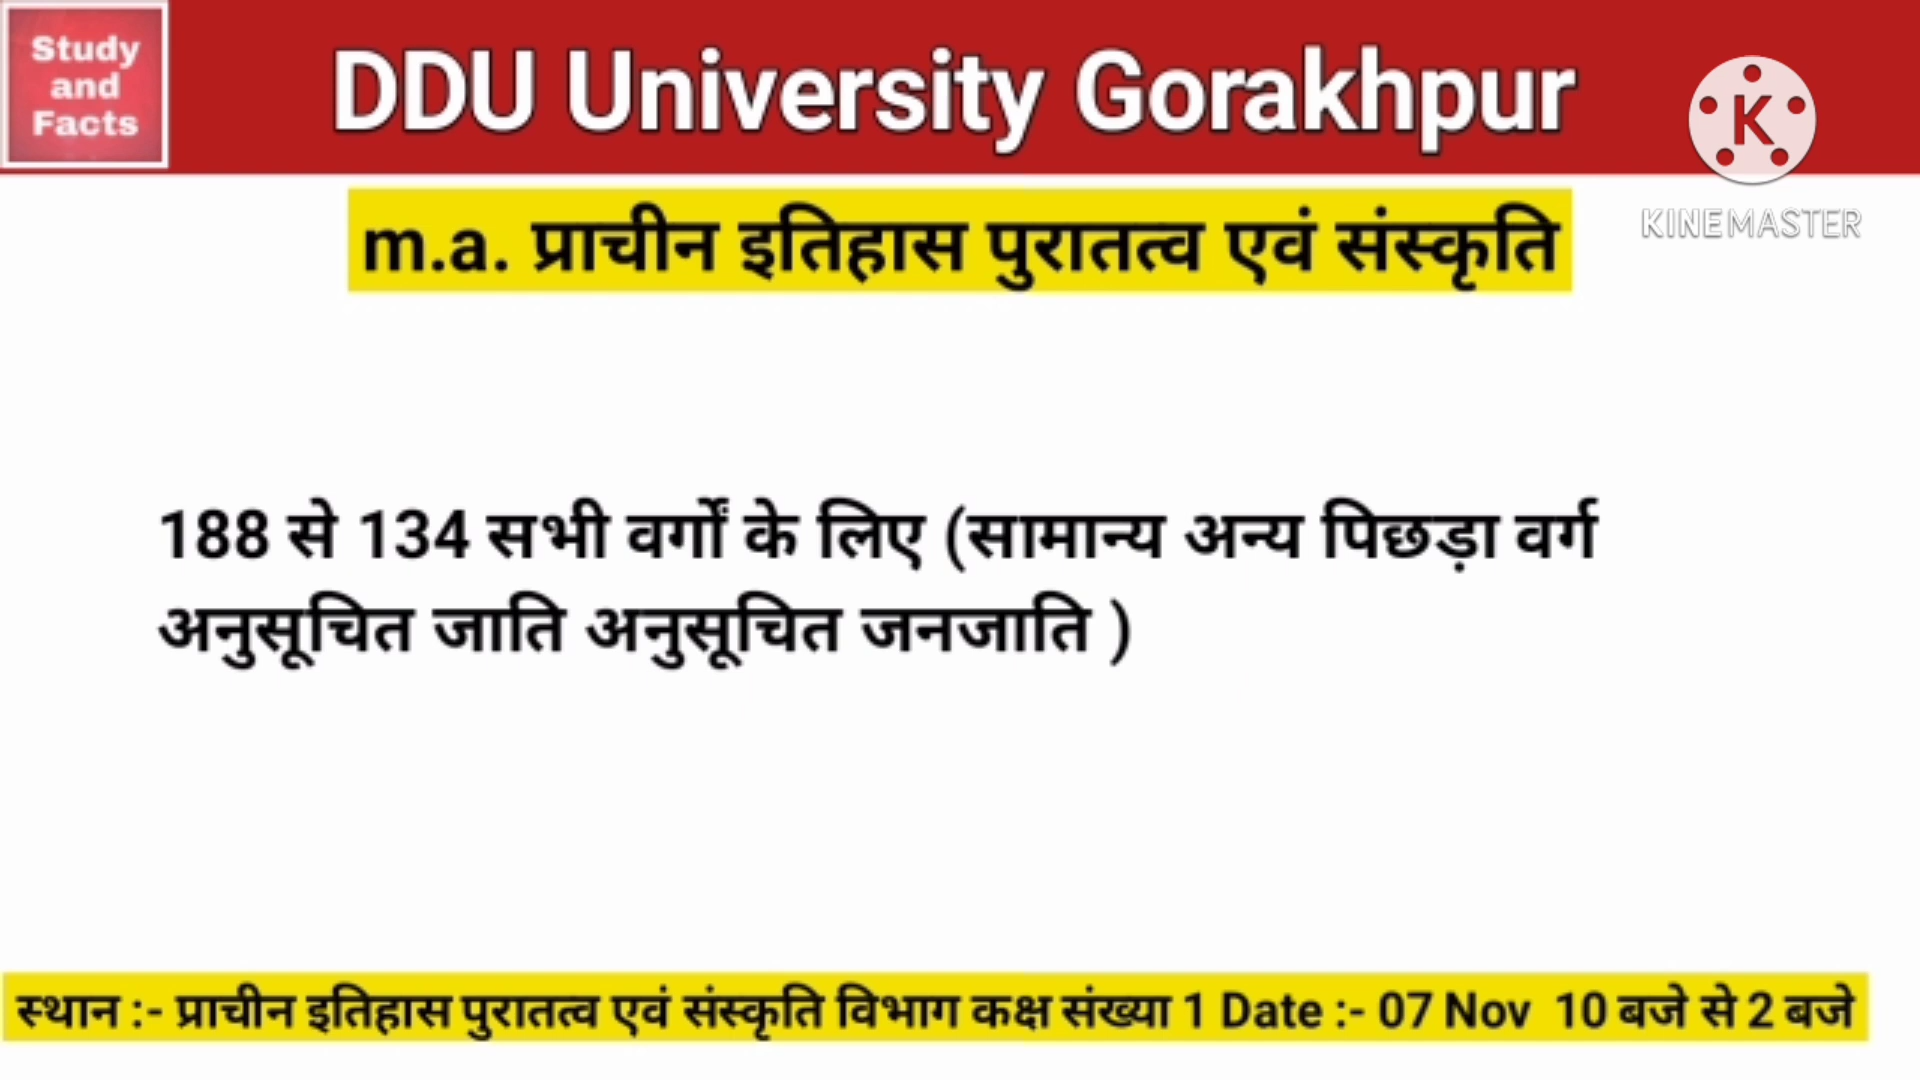 Study
and
Facts
DDU University Gorakhpur
KINEMASTER
m.a. प्राचीन इतिहास पुरातत्व एवं संस्कृति
188 से 134 सभी वर्गों के लिए (सामान्य अन्य पिछड़ा वर्ग
अनुसूचित जाति अनुसूचित जनजाति )
स्थान :- प्राचीन इतिहास पुरातत्व एवं संस्कृति विभाग कक्ष संख्या 1 Date :- 07 Nov 10 बजे से 2 बजे